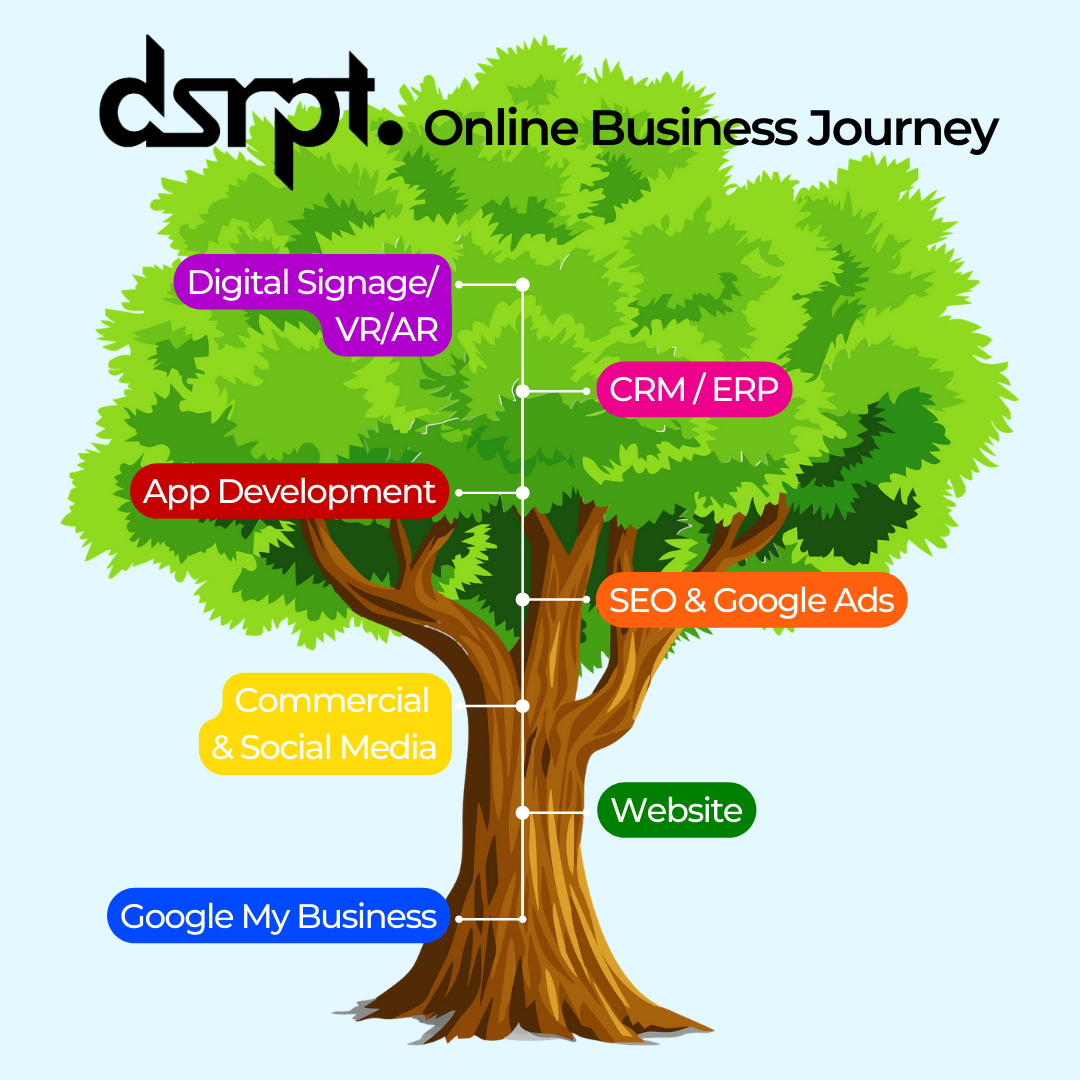 dsrpt. Online Business Journey
Digital Signage/
VR/AR
CRM / ERP
App Development
SEO & Google Ads
Commercial
& Social Media
Website
Google My Business